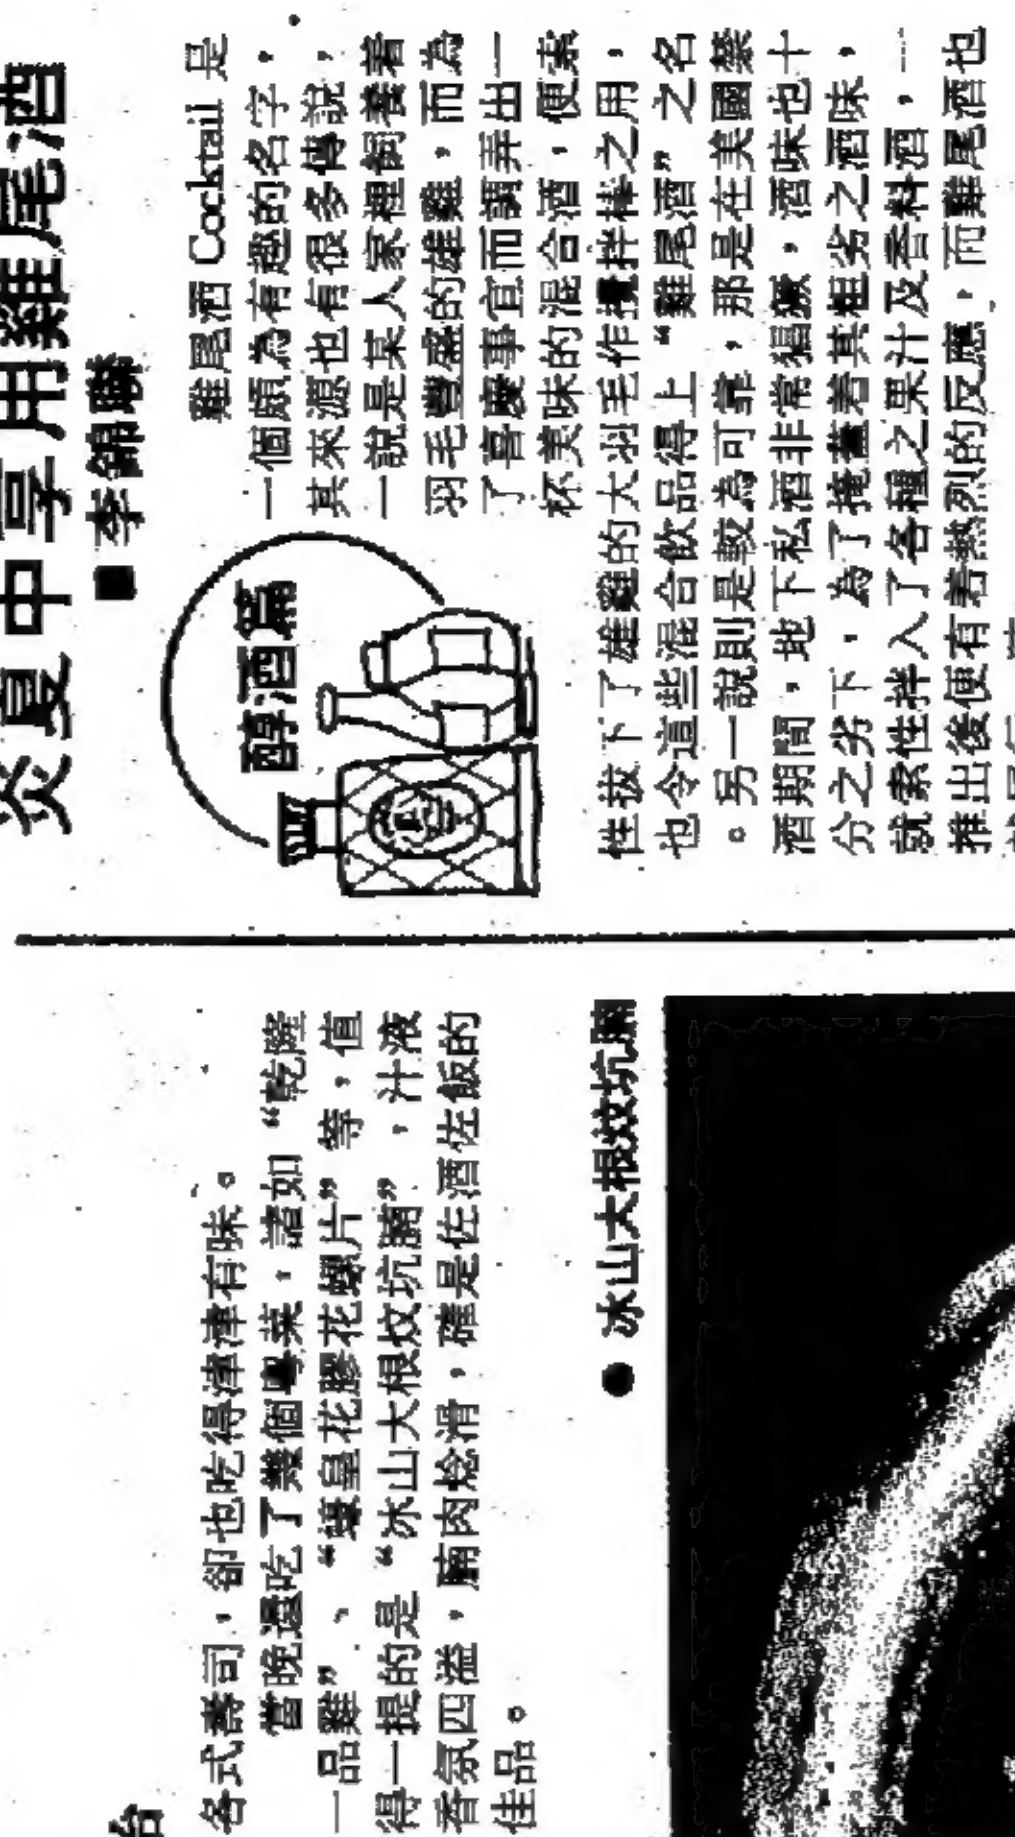 炎夏中享用雞尾酒
■李錦聯
醇酒篇
雞尾酒 Cocktail 是
一個頗為有趣的名字，
其來源也有很多傳說，
一說是某人家裡飼養着
羽毛豐盛的雄雞，而為
了喜慶事宜而調弄出一
杯美味的混合酒，便索
性拔下了雄雞的大羽毛作攪拌棒之用，
也令這些混合飲品得上“雞尾酒”之名
。另一說則是較為可靠，那是在美國禁
酒期間，地下私酒非常猖獗，酒味也十
分之劣下，為了掩蓋着其粗劣之酒味，
就索性拌入了各種之果汁及香料酒，一
推出後便有着熱烈的反應，而雞尾酒也
各式壽司，卻也吃得津津有味。
當晚還吃了幾個粵菜，諸如“乾隆
一品雞”、“蠔皇花膠花螺片”等，值
得一提的是“冰山大根炆坑腩”，汁液
香氛四溢，腩肉焾滑，確是佐酒佐飯的
佳品。
●冰山大根炆坑腩